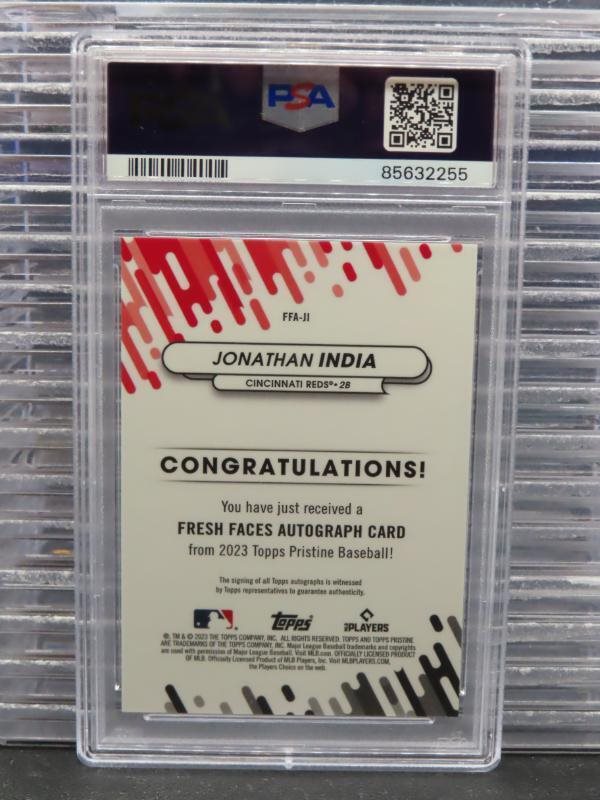 PSA
85632255
FFA-JI
JONATHAN INDIA
CINCINNATI REDS®• 2B
CONGRATULATIONS!
You have just received a
FRESH FACES AUTOGRAPH CARD
from 2023 Topps Pristine Baseball!
The signing of all Topps autographs is witnessed
by Topps representatives to guarantee authenticity.
Topps PLAYERS
®, TM & © 2023 THE TOPPS COMPANY, INC. ALL RIGHTS RESERVED. TOPPS AND TOPPS PRISTINE
ARE TRADEMARKS OF THE TOPPS COMPANY, INC. Major League Baseball trademarks and copyrights
are used with permission of Major League Baseball. Visit MLB.com. OFFICIALLY LICENSED PRODUCT
OF MLB. Officially Licensed Product of MLB Players, Inc. Visit MLBPLAYERS.COM,
the Players Choice on the web.